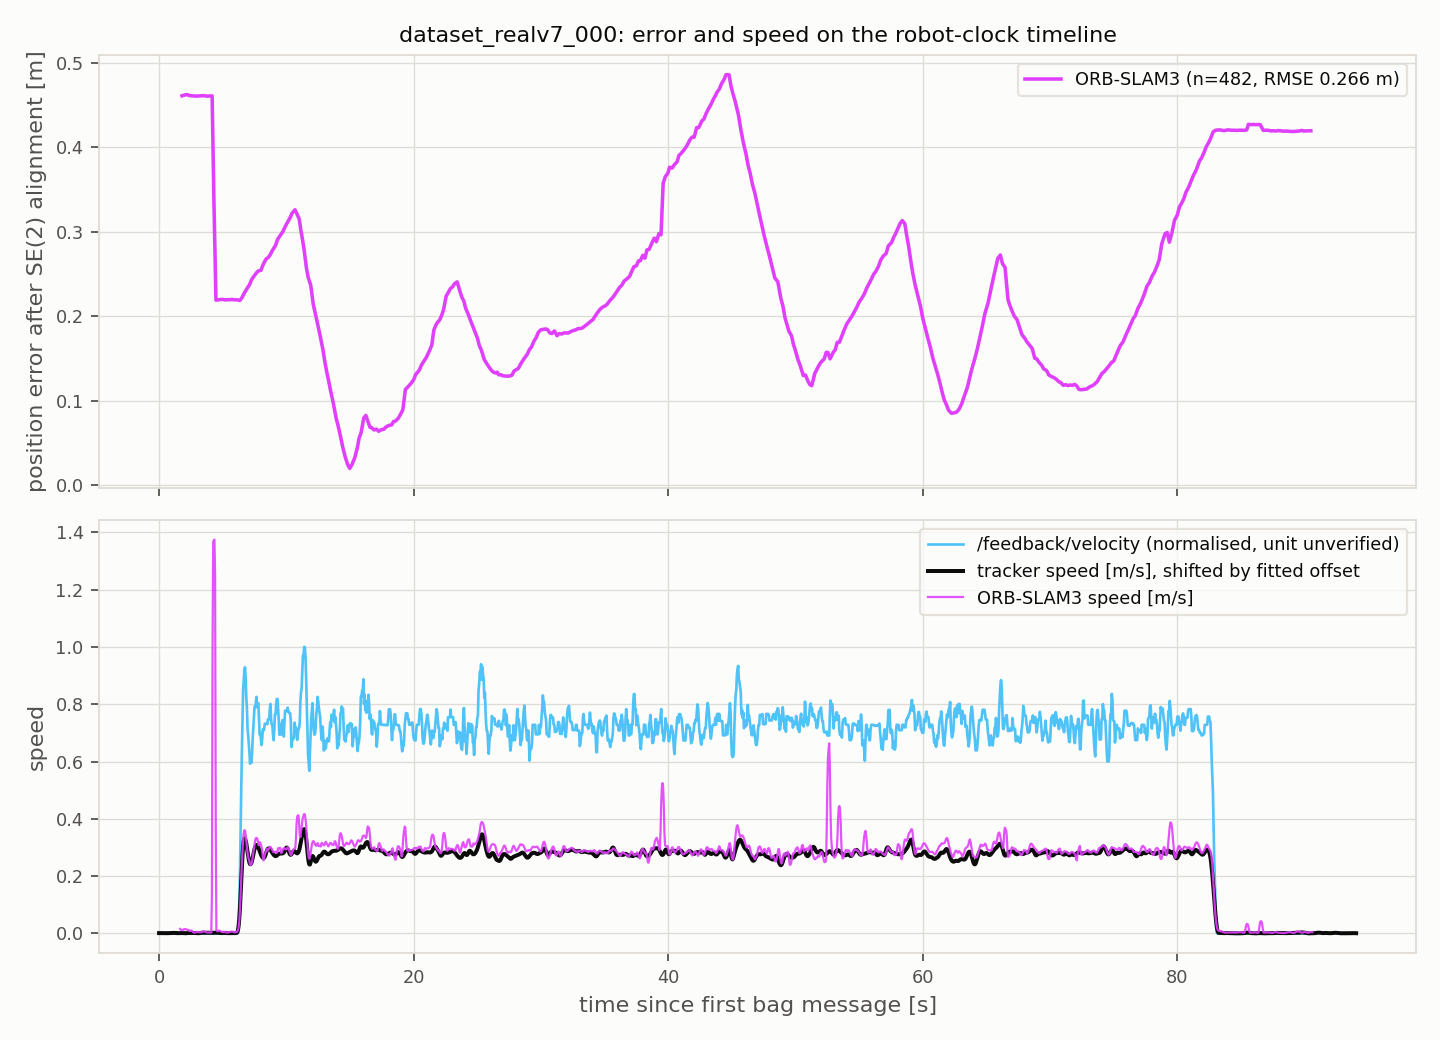 dataset_realv7_000: error and speed on the robot-clock timeline
position error after SE(2) alignment [m]
0.5
0.4
0.3
0.2
0.1
0.0
ORB-SLAM3 (n=482, RMSE 0.266 m)
speed
1.4
1.2
1.0
0.8
0.6
0.4
0.2
0.0
/feedback/velocity (normalised, unit unverified)
tracker speed [m/s], shifted by fitted offset
ORB-SLAM3 speed [m/s]
0 20 40 60 80
time since first bag message [s]